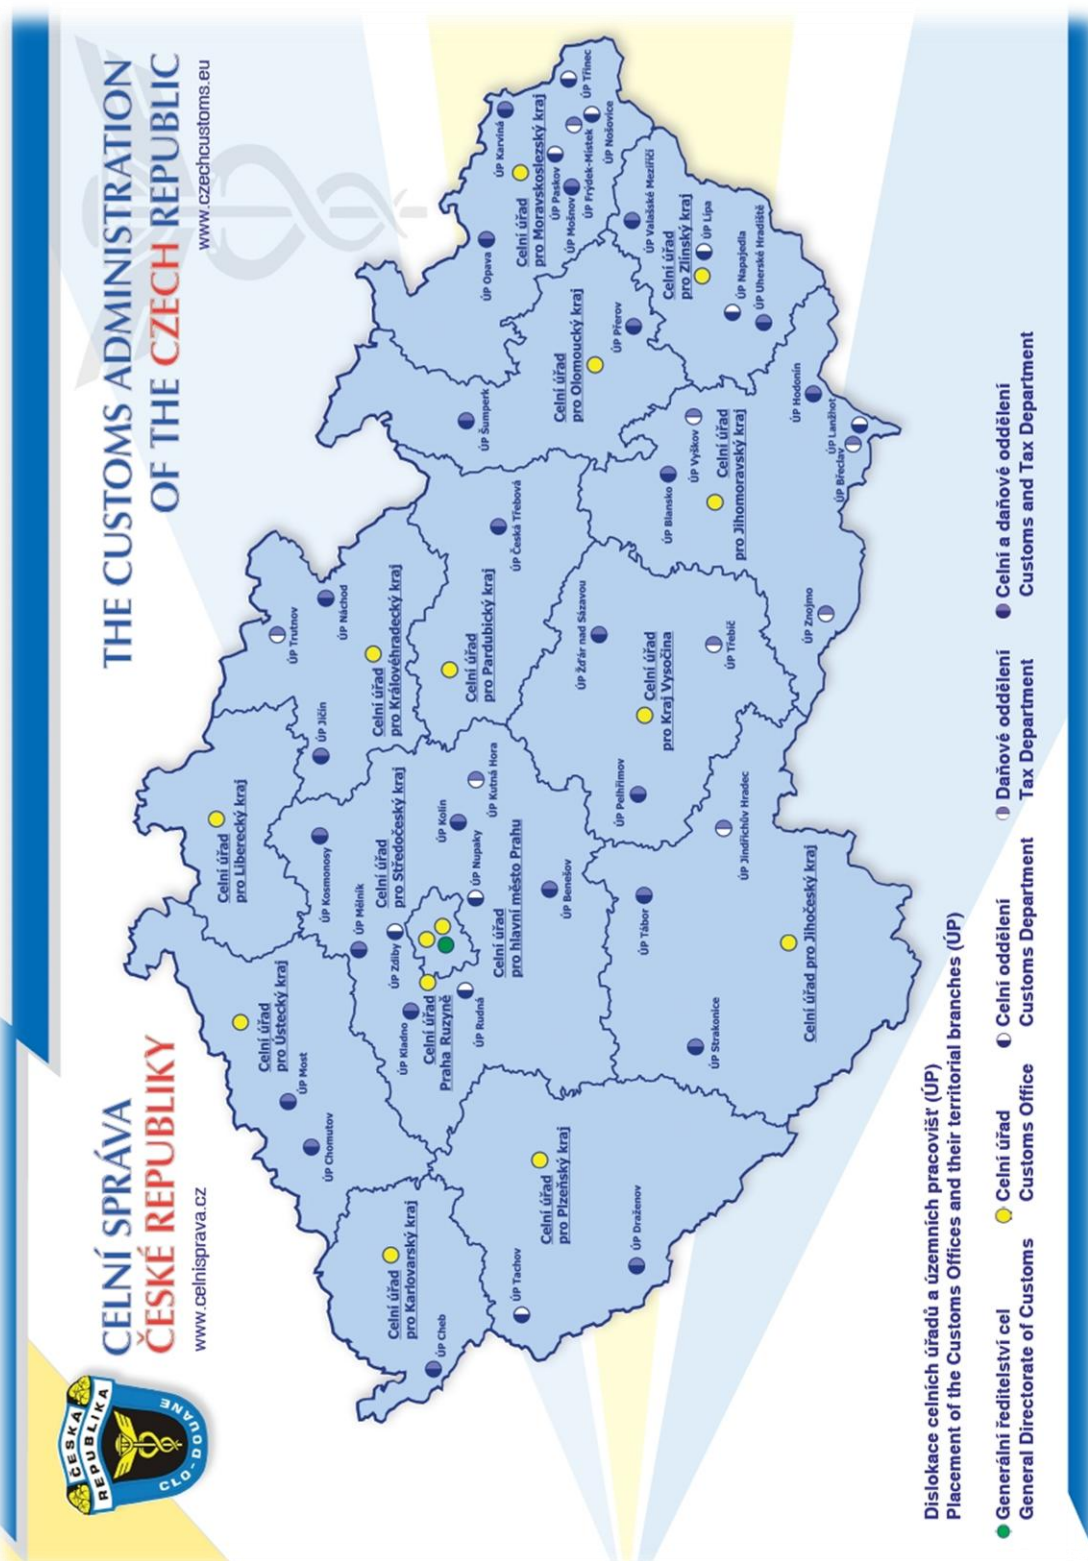 ČESKÁ
REPUBLIKA
CLO-DOUANE
CELNÍ SPRÁVA
ČESKÉ REPUBLIKY
www.celnisprava.cz
THE CUSTOMS ADMINISTRATION
OF THE CZECH REPUBLIC
www.czechcustoms.eu
Celní úřad
pro Liberecký kraj
Celní úřad
pro Ústecký kraj
ÚP Most
ÚP Chomutov
Celní úřad
pro Karlovarský kraj
ÚP Cheb
ÚP Trutnov
ÚP Náchod
ÚP Jičín
Celní úřad
pro Královéhradecký kraj
ÚP Kosmonosy
ÚP Mělník
Celní úřad
pro Středočeský kraj
ÚP Zdiby
ÚP Kladno
Celní úřad
Praha Ruzyně
ÚP Rudná
ÚP Kolín
ÚP Nupaky
ÚP Kutná Hora
Celní úřad
pro hlavní město Prahu
ÚP Benešov
Celní úřad
pro Pardubický kraj
ÚP Česká Třebová
ÚP Šumperk
ÚP Opava
ÚP Karviná
Celní úřad
pro Moravskoslezský kraj
ÚP Paskov
ÚP Mošnov
ÚP Frýdek-Místek
ÚP Třinec
ÚP Nošovice
Celní úřad
pro Olomoucký kraj
ÚP Přerov
ÚP Valašské Meziříčí
Celní úřad
pro Zlínský kraj
ÚP Lípa
ÚP Napajedla
ÚP Uherské Hradiště
ÚP Tachov
Celní úřad
pro Plzeňský kraj
ÚP Draženov
ÚP Strakonice
ÚP Tábor
Celní úřad pro Jihočeský kraj
ÚP Jindřichův Hradec
ÚP Pelhřimov
ÚP Žďár nad Sázavou
Celní úřad
pro Kraj Vysočina
ÚP Třebíč
ÚP Blansko
ÚP Vyškov
Celní úřad
pro Jihomoravský kraj
ÚP Znojmo
ÚP Hodonín
ÚP Lanžhot
ÚP Břeclav
Dislokace celních úřadů a územních pracovišť (ÚP)
Placement of the Customs Offices and their territorial branches (ÚP)
Generální ředitelství cel
General Directorate of Customs
Celní úřad
Customs Office
Celní oddělení
Customs Department
Daňové oddělení
Tax Department
Celní a daňové oddělení
Customs and Tax Department